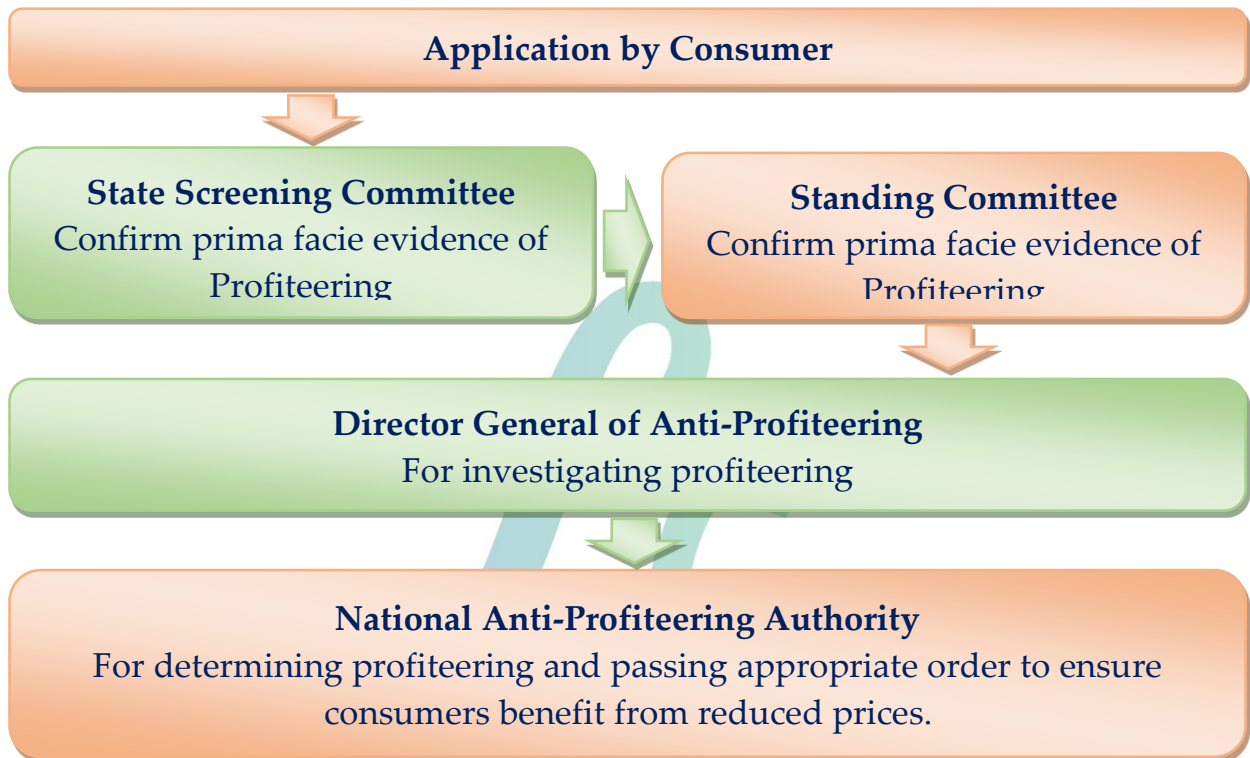 Application by Consumer
State Screening Committee
Confirm prima facie evidence of
Profiteering
Standing Committee
Confirm prima facie evidence of
Profiteering
Director General of Anti-Profiteering
For investigating profiteering
National Anti-Profiteering Authority
For determining profiteering and passing appropriate order to ensure
consumers benefit from reduced prices.